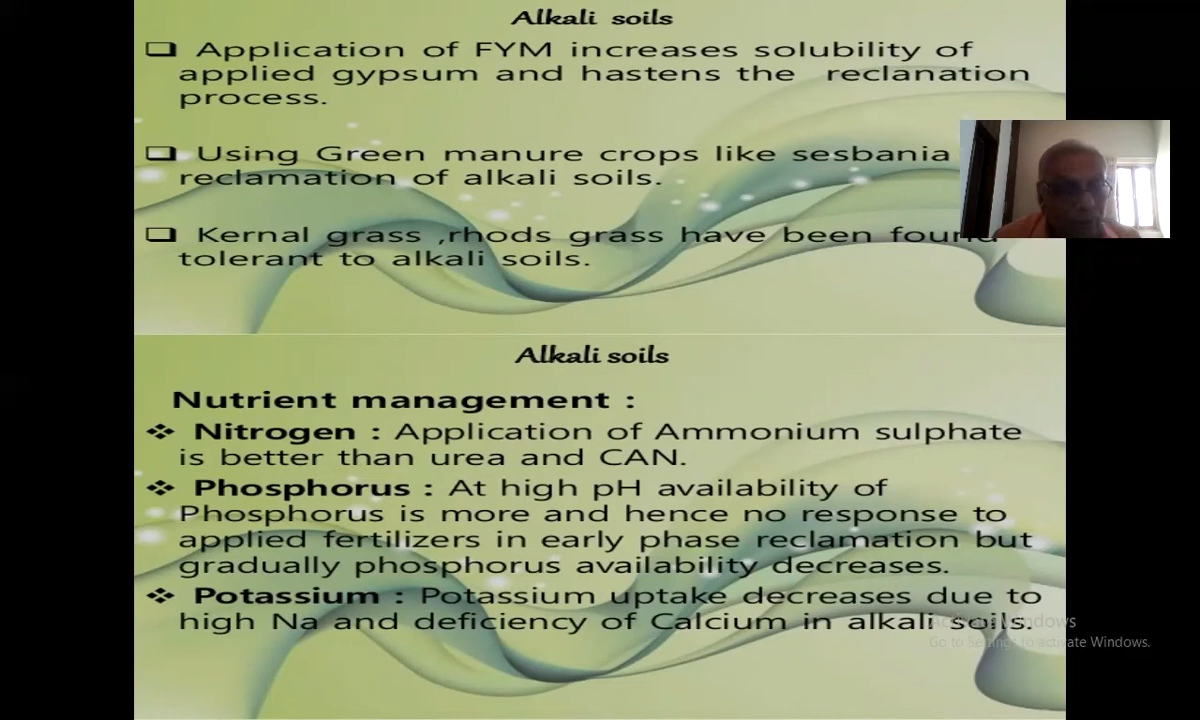 Alkali soils
❑ Application of FYM increases solubility of
applied gypsum and hastens the reclanation
process.
❑ Using Green manure crops like sesbania
reclamation of alkali soils.
❑ Kernal grass ,rhods grass have been found
tolerant to alkali soils.
Alkali soils
Nutrient management :
❖ Nitrogen : Application of Ammonium sulphate
is better than urea and CAN.
❖ Phosphorus : At high pH availability of
Phosphorus is more and hence no response to
applied fertilizers in early phase reclamation but
gradually phosphorus availability decreases.
❖ Potassium : Potassium uptake decreases due to
high Na and deficiency of Calcium in alkali soils.
Activate Windows
Go to Settings to activate Windows.